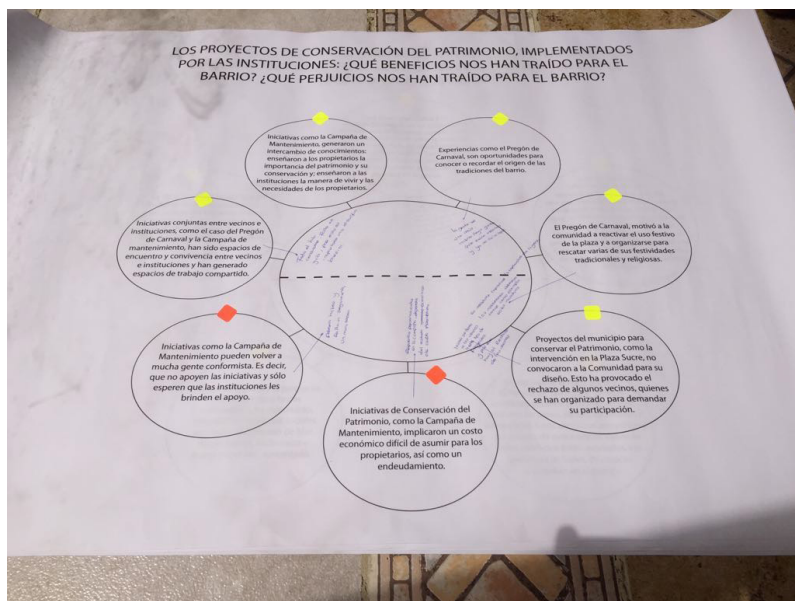 LOS PROYECTOS DE CONSERVACIÓN DEL PATRIMONIO, IMPLEMENTADOS
POR LAS INSTITUCIONES: ¿QUÉ BENEFICIOS NOS HAN TRAÍDO PARA EL
BARRIO? ¿QUÉ PERJUICIOS NOS HAN TRAÍDO PARA EL BARRIO?
Iniciativas como la Campaña de
Mantenimiento, generaron un
intercambio de conocimientos:
enseñaron a los propietarios la
importancia del patrimonio y su
conservación y; enseñaron a las
instituciones la manera de vivir y las
necesidades de los propietarios.
Experiencias como el Pregón de
Carnaval, son oportunidades para
conocer o recordar el origen de las
tradiciones del barrio.
Iniciativas conjuntas entre vecinos e
instituciones, como el caso del Pregón
de Carnaval y la Campaña de
mantenimiento, han sido espacios de
encuentro y convivencia entre vecinos
e instituciones y han generado
espacios de trabajo compartido.
El Pregón de Carnaval, motivó a la
comunidad a reactivar el uso festivo
de la plaza y a organizarse para
rescatar varias de sus festividades
tradicionales y religiosas.
Iniciativas como la Campaña de
Mantenimiento pueden volver a
mucha gente conformista. Es decir,
que no apoyen las iniciativas y sólo
esperen que las instituciones les
brinden el apoyo.
Proyectos del municipio para
conservar el Patrimonio, como la
intervención en la Plaza Sucre, no
convocaron a la Comunidad para su
diseño. Esto ha provocado el
rechazo de algunos vecinos, quienes
se han organizado para demandar
su participación.
Iniciativas de Conservación del
Patrimonio, como la Campaña de
Mantenimiento, implicaron un costo
económico difícil de asumir para los
propietarios, así como un
endeudamiento.